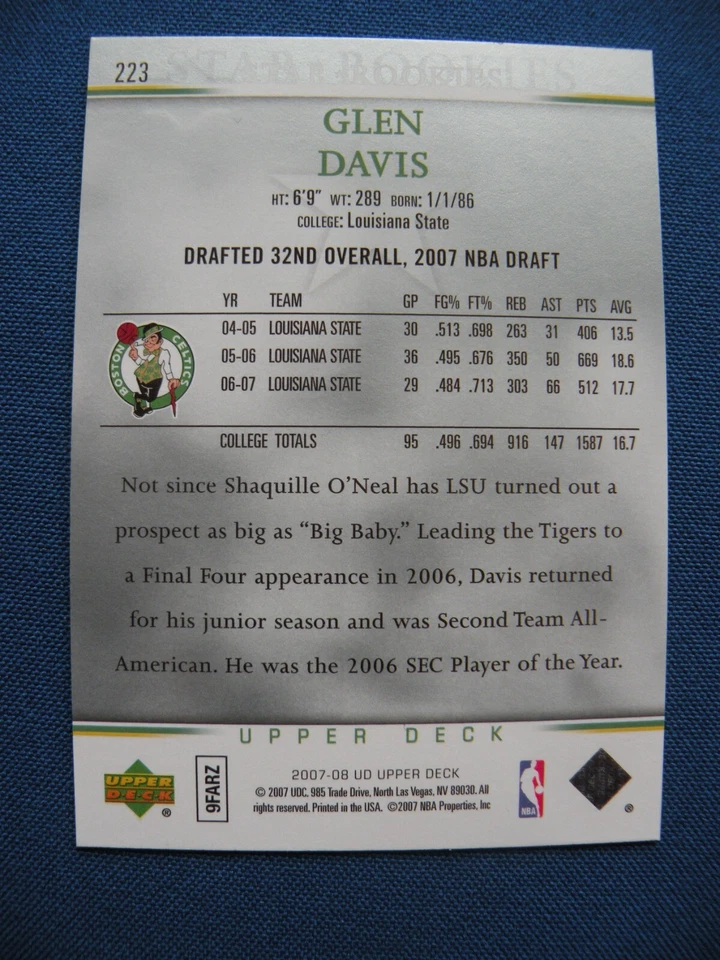 223 STAR ROOKIES
GLEN
DAVIS
HT: 6'9" WT: 289 BORN: 1/1/86
COLLEGE: Louisiana State
DRAFTED 32ND OVERALL, 2007 NBA DRAFT
YR TEAM GP FG% FT% REB AST PTS AVG
04-05 LOUISIANA STATE 30 .513 .698 263 31 406 13.5
05-06 LOUISIANA STATE 36 .495 .676 350 50 669 18.6
06-07 LOUISIANA STATE 29 .484 .713 303 66 512 17.7
BOSTON CELTICS
COLLEGE TOTALS 95 .496 .694 916 147 1587 16.7
Not since Shaquille O'Neal has LSU turned out a
prospect as big as "Big Baby." Leading the Tigers to
a Final Four appearance in 2006, Davis returned
for his junior season and was Second Team All-
American. He was the 2006 SEC Player of the Year.
UPPER DECK
UPPER
DECK
®
9FARZ
2007-08 UD UPPER DECK
© 2007 UDC. 985 Trade Drive, North Las Vegas, NV 89030. All
rights reserved. Printed in the USA. ©2007 NBA Properties, Inc
NBA
®